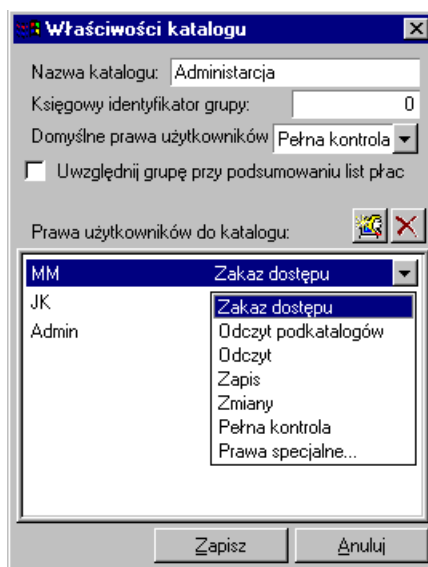 Właściwości katalogu
Nazwa katalogu: Administarcja
Księgowy identyfikator grupy: 0
Domyślne prawa użytkowników Pełna kontrola
Uwzględnij grupę przy podsumowaniu list płac
Prawa użytkowników do katalogu:
MM Zakaz dostępu
JK Zakaz dostępu
Admin Odczyt podkatalogów
Odczyt
Zapis
Zmiany
Pełna kontrola
Prawa specjalne...
Zapisz Anuluj